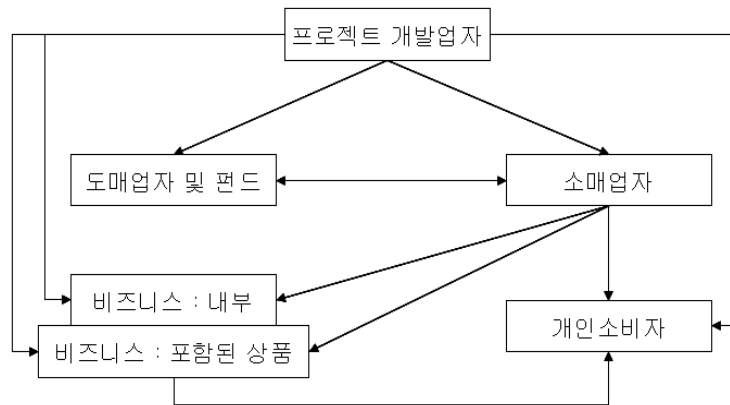 프로젝트 개발업자
도매업자 및 펀드
소매업자
비즈니스 : 내부
비즈니스 : 포함된 상품
개인소비자